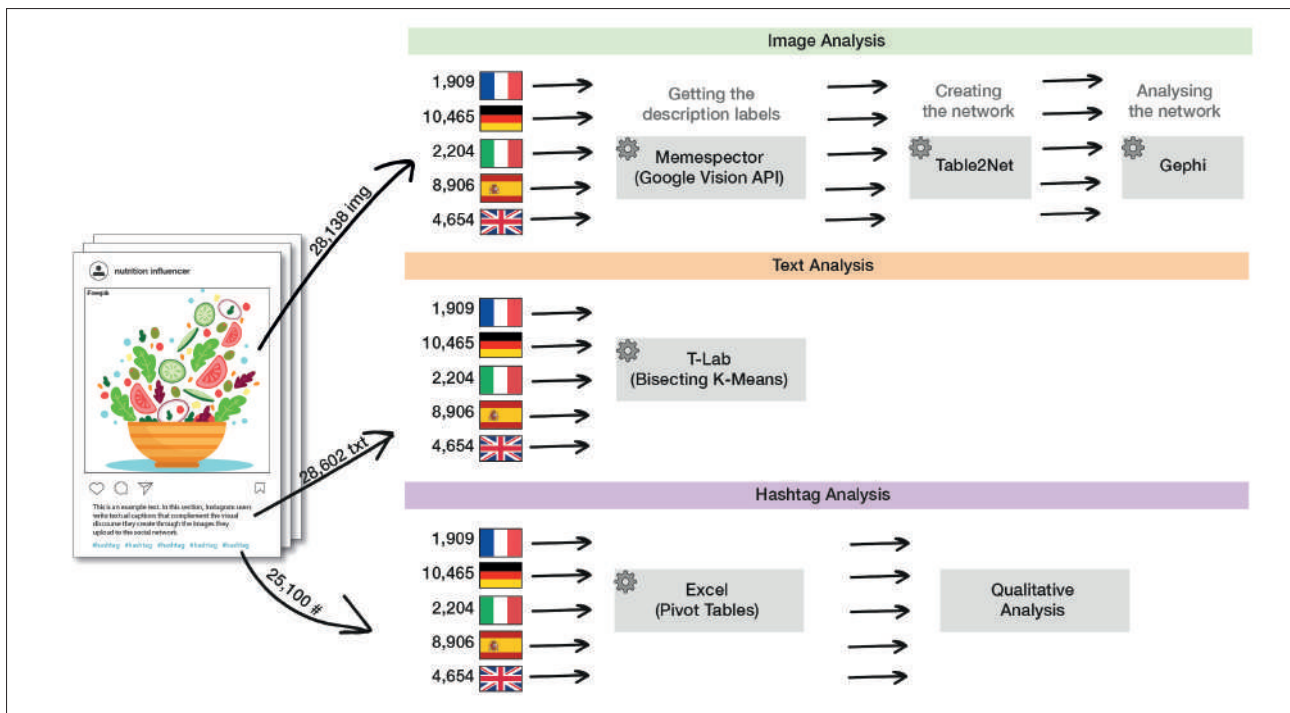 nutrition influencer
Freepik
This is an example text. In this section, Instagram users
write textual captions that complement the visual
discourse they create through the images they
upload to the social network.
#hashtag #hashtag #hashtag #hashtag #hashtag
28,138 img
28,602 txt
25,100 #
Image Analysis
1,909
10,465
2,204
8,906
4,654
Getting the
description labels
Memespector
(Google Vision API)
Creating
the network
Table2Net
Analysing
the network
Gephi
Text Analysis
1,909
10,465
2,204
8,906
4,654
T-Lab
(Bisecting K-Means)
Hashtag Analysis
1,909
10,465
2,204
8,906
4,654
Excel
(Pivot Tables)
Qualitative
Analysis